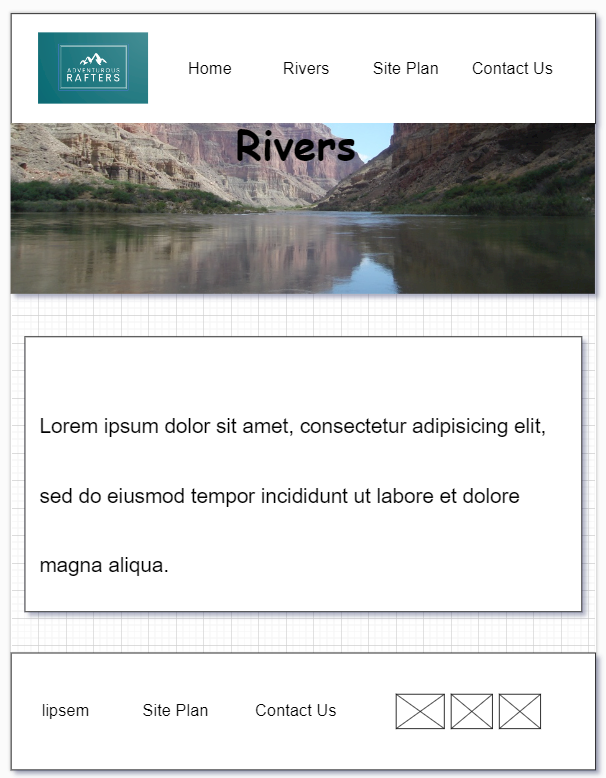 ADVENTUROUS
RAFTERS
Home Rivers Site Plan Contact Us
Rivers
Lorem ipsum dolor sit amet, consectetur adipisicing elit,
sed do eiusmod tempor incididunt ut labore et dolore
magna aliqua.
lipsem Site Plan Contact Us